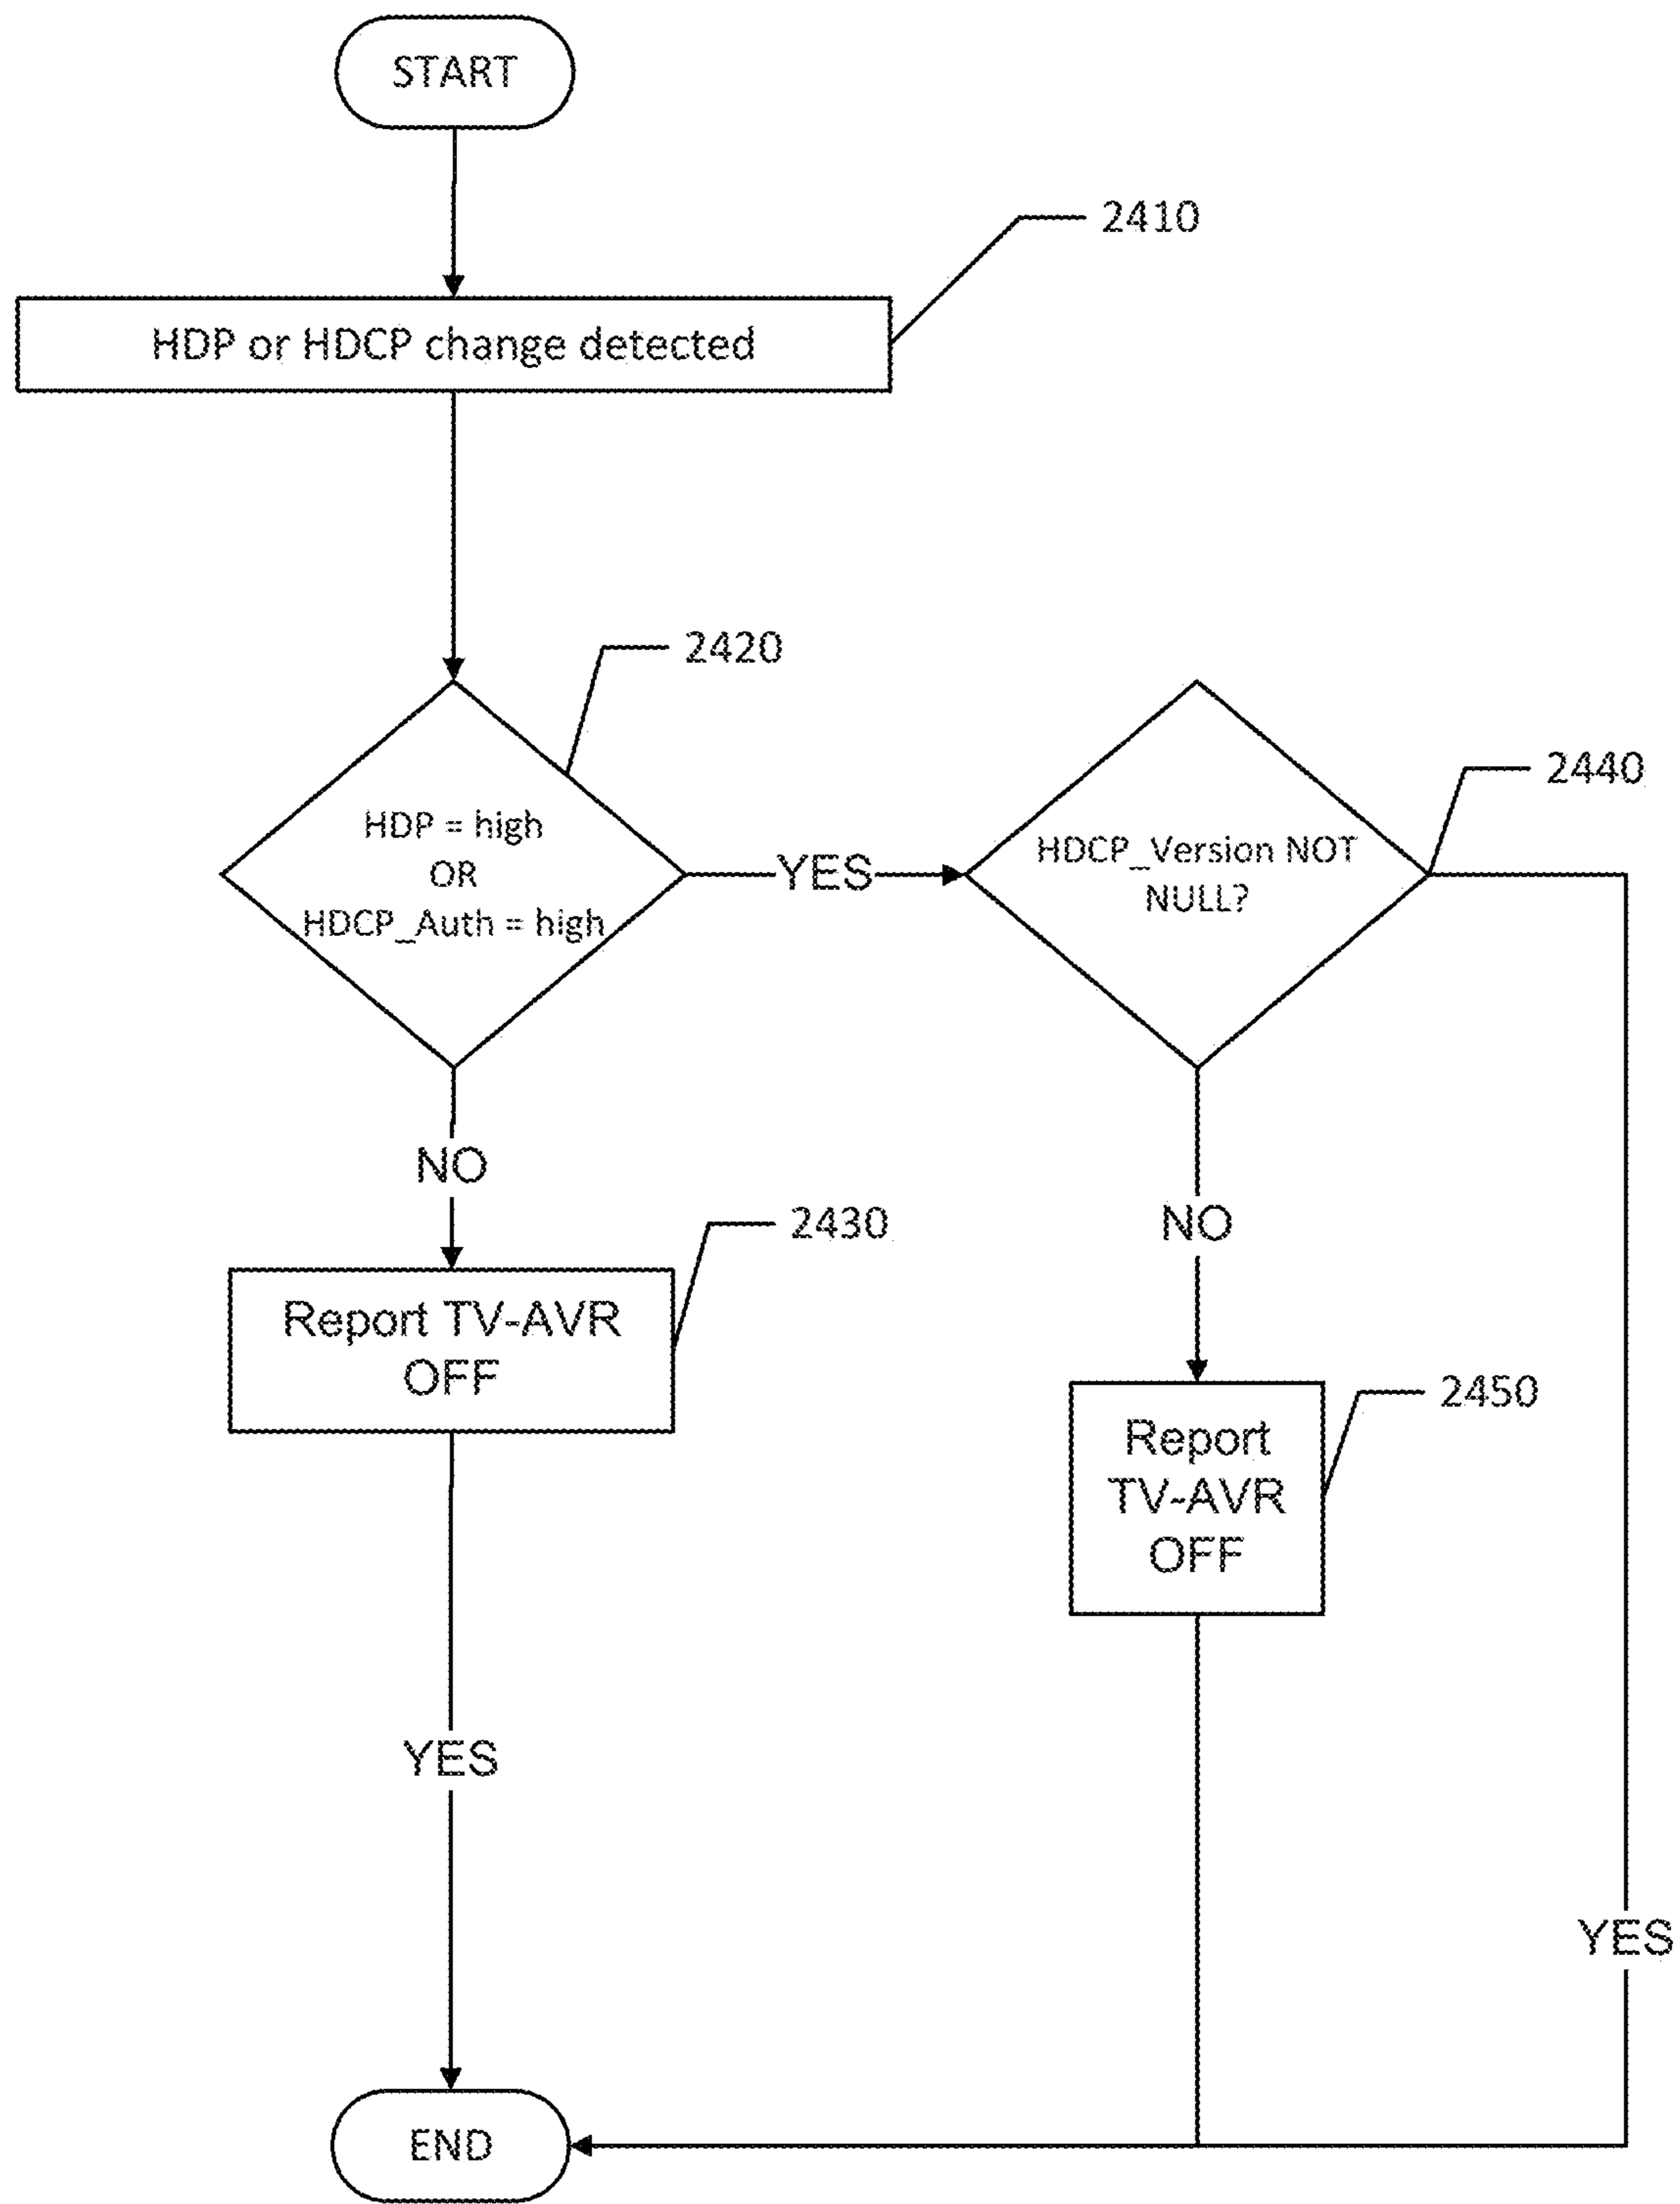 START
2410
HDP or HDCP change detected
2420
HDP = high
OR
HDCP_Auth = high
YES
2440
HDCP_Version NOT
NULL?
NO
2430
Report TV-AVR
OFF
NO
2450
Report
TV-AVR
OFF
YES
YES
END